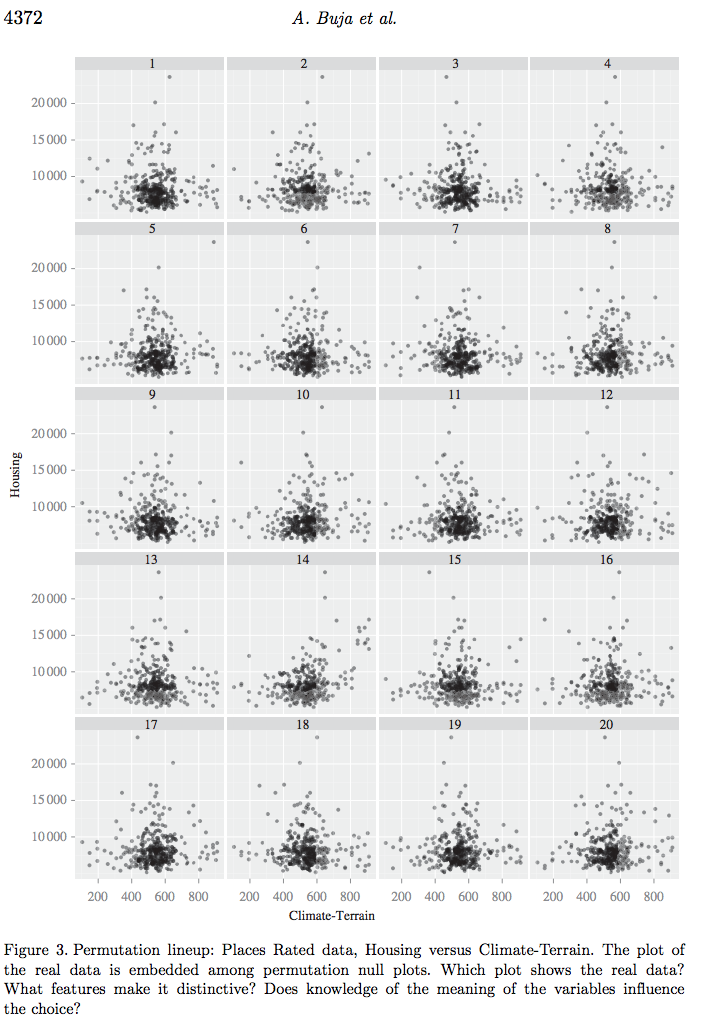 4372
A. Buja et al.
1 2 3 4
20 000
15 000
10 000
5 6 7 8
20 000
15 000
10 000
9 10 11 12
20 000
15 000
10 000
Housing
13 14 15 16
20 000
15 000
10 000
17 18 19 20
20 000
15 000
10 000
200 400 600 800 200 400 600 800 200 400 600 800 200 400 600 800
Climate-Terrain
Figure 3. Permutation lineup: Places Rated data, Housing versus Climate-Terrain. The plot of
the real data is embedded among permutation null plots. Which plot shows the real data?
What features make it distinctive? Does knowledge of the meaning of the variables influence
the choice?